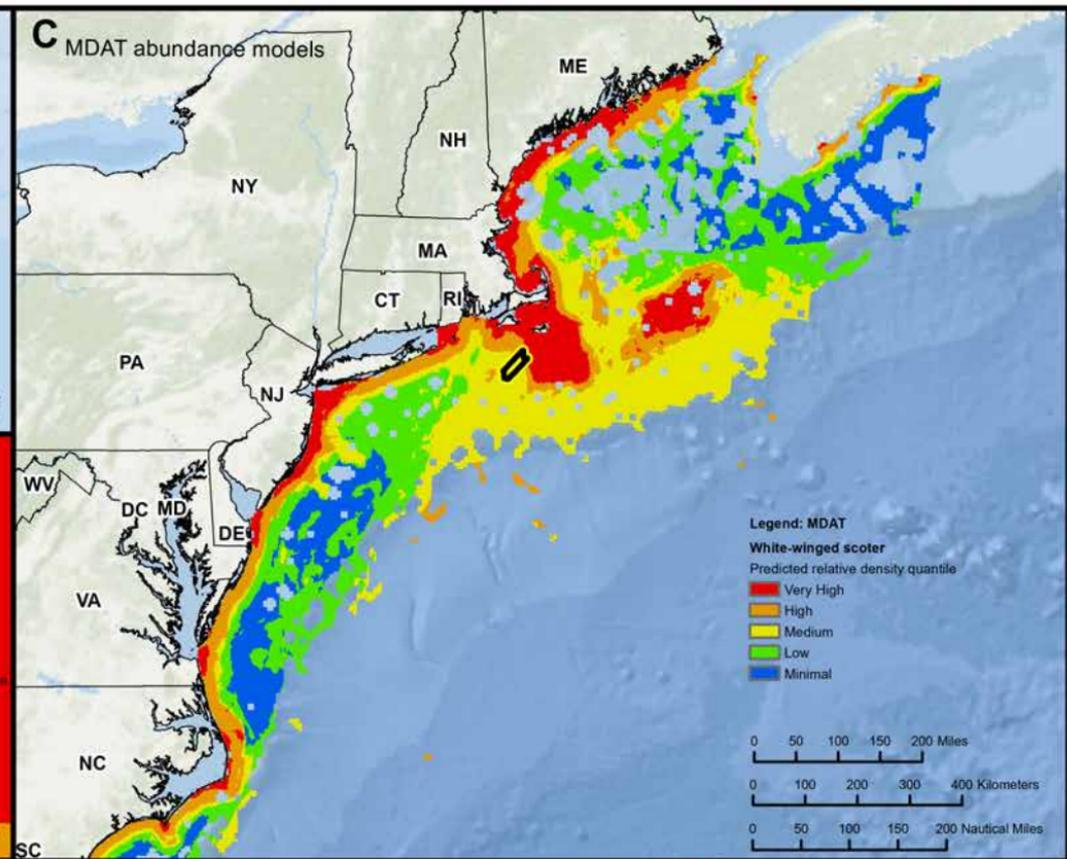 C MDAT abundance models
ME
NH
NY
MA
CT
RI
PA
NJ
WV
DC
MD
DE
VA
NC
SC
Legend: MDAT
White-winged scoter
Predicted relative density quantile
Very High
High
Medium
Low
Minimal
0 50 100 150 200 Miles
0 100 200 300 400 Kilometers
0 50 100 150 200 Nautical Miles